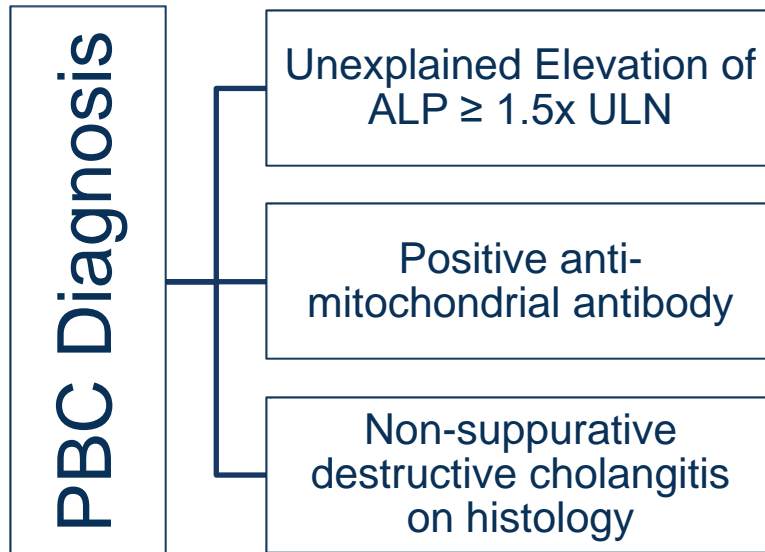 PBC Diagnosis
Unexplained Elevation of
ALP ≥ 1.5x ULN
Positive anti-
mitochondrial antibody
Non-suppurative
destructive cholangitis
on histology